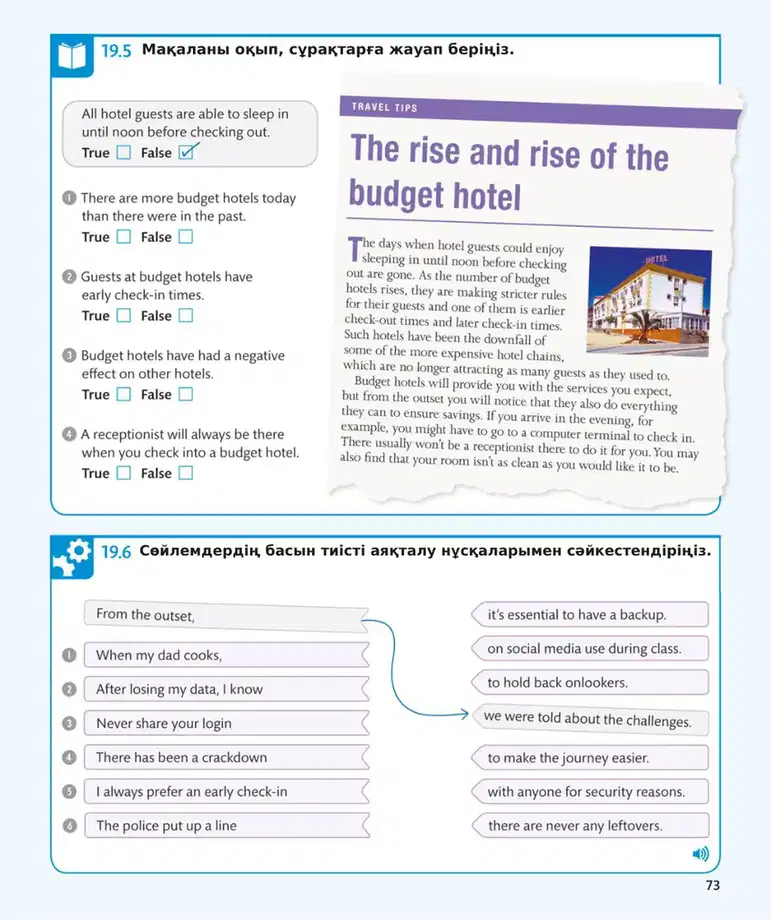 19.5 Мақаланы оқып, сұрақтарға жауап беріңіз.
All hotel guests are able to sleep in
until noon before checking out.
True False
1 There are more budget hotels today
than there were in the past.
True False
2 Guests at budget hotels have
early check-in times.
True False
3 Budget hotels have had a negative
effect on other hotels.
True False
4 A receptionist will always be there
when you check into a budget hotel.
True False
TRAVEL TIPS
The rise and rise of the
budget hotel
The days when hotel guests could enjoy
sleeping in until noon before checking
out are gone. As the number of budget
hotels rises, they are making stricter rules
for their guests and one of them is earlier
check-out times and later check-in times.
Such hotels have been the downfall of
some of the more expensive hotel chains,
which are no longer attracting as many guests as they used to.
Budget hotels will provide you with the services you expect,
but from the outset you will notice that they also do everything
they can to ensure savings. If you arrive in the evening, for
example, you might have to go to a computer terminal to check in.
There usually won't be a receptionist there to do it for you. You may
also find that your room isn't as clean as you would like it to be.
HOTEL
19.6 Сөйлемдердің басын тиісті аяқталу нұсқаларымен сәйкестендіріңіз.
From the outset,
1 When my dad cooks,
2 After losing my data, I know
3 Never share your login
4 There has been a crackdown
5 I always prefer an early check-in
6 The police put up a line
it's essential to have a backup.
on social media use during class.
to hold back onlookers.
we were told about the challenges.
to make the journey easier.
with anyone for security reasons.
there are never any leftovers.
73